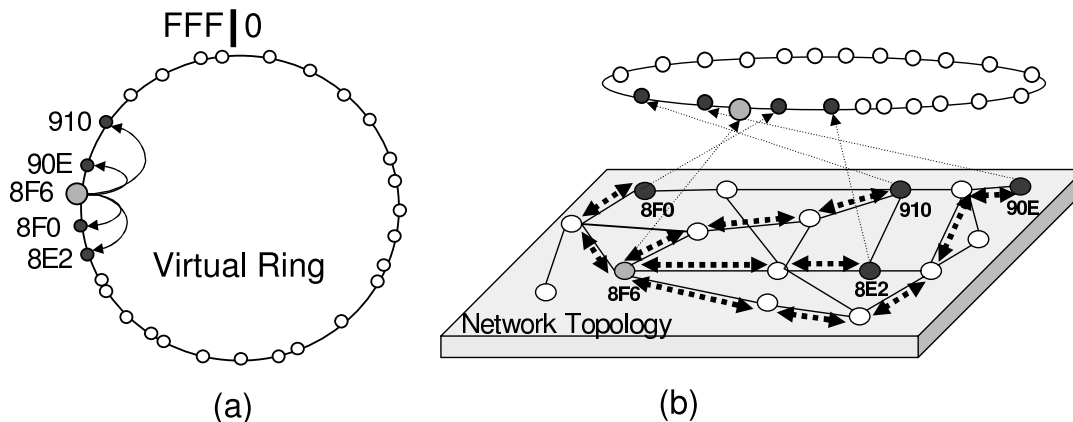 FFF 0
910
90E
8F6
8F0
8E2
Virtual Ring
(a)
8F0
910
90E
8F6
8E2
Network Topology
(b)